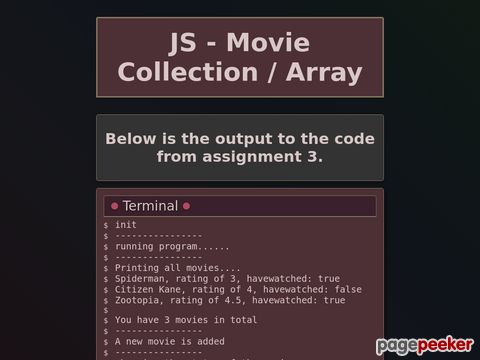 JS - Movie
Collection / Array
Below is the output to the code
from assignment 3.
Terminal
$ init
$ ----------------
$ running program......
$ ----------------
$ Printing all movies....
$ Spiderman, rating of 3, havewatched: true
$ Citizen Kane, rating of 4, havewatched: false
$ Zootopia, rating of 4.5, havewatched: true
$
$ You have 3 movies in total
$ ----------------
$ A new movie is added
$ ----------------
pagepeeker